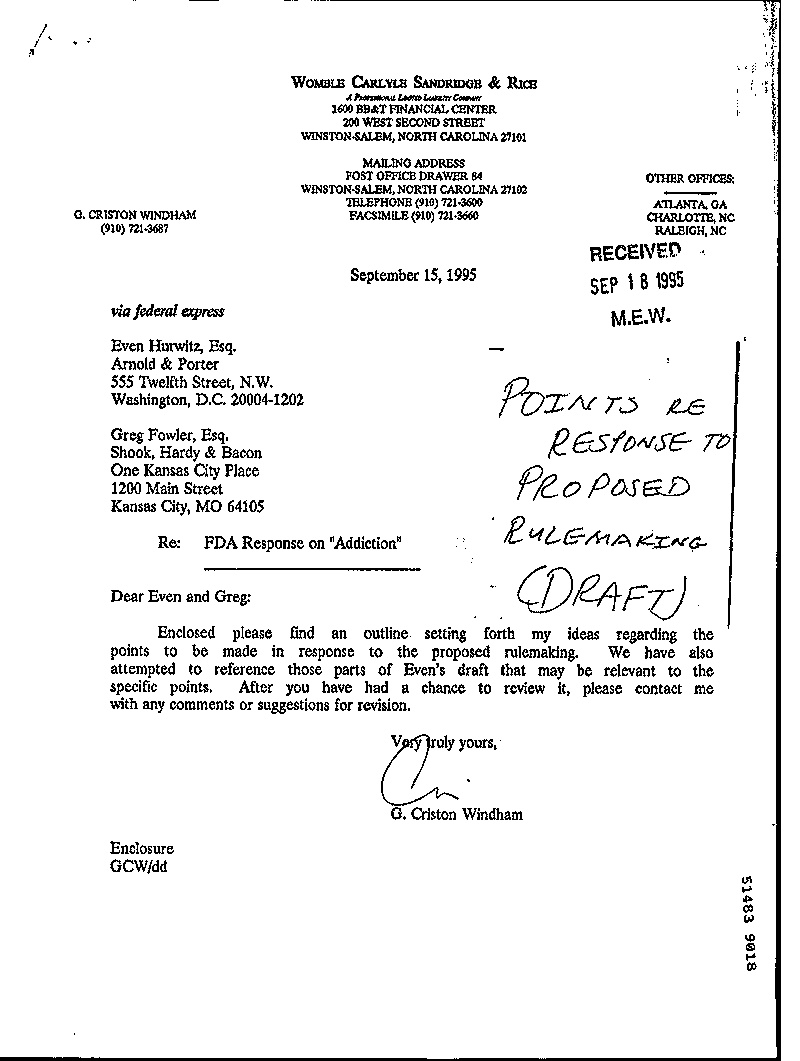 WOMBLE CARLYLE SANDRIDGE & RICE
A PROFESSIONAL LIMITED LIABILITY COMPANY
1600 BB&T FINANCIAL CENTER
200 WEST SECOND STREET
WINSTON-SALEM, NORTH CAROLINA 27101
MAILING ADDRESS
POST OFFICE DRAWER 84
WINSTON-SALEM, NORTH CAROLINA 27102
TELEPHONE (910) 721-3600
FACSIMILE (910) 721-3660
OTHER OFFICES:
ATLANTA, GA
CHARLOTTE, NC
RALEIGH, NC
G. CRISTON WINDHAM
(910) 721-3687
RECEIVED
SEP 18 1995
M.E.W.
September 15, 1995
via federal express
Even Hurwitz, Esq.
Arnold & Porter
555 Twelfth Street, N.W.
Washington, D.C. 20004-1202
Greg Fowler, Esq.
Shook, Hardy & Bacon
One Kansas City Place
1200 Main Street
Kansas City, MO 64105
POINTS RE
RESPONSE TO
PROPOSED
RULEMAKING
(DRAFT)
Re: FDA Response on "Addiction"
Dear Even and Greg:
Enclosed please find an outline setting forth my ideas regarding the
points to be made in response to the proposed rulemaking. We have also
attempted to reference those parts of Even's draft that may be relevant to the
specific points. After you have had a chance to review it, please contact me
with any comments or suggestions for revision.
Very truly yours,
G. Criston Windham
Enclosure
GCW/dd
51483 9018